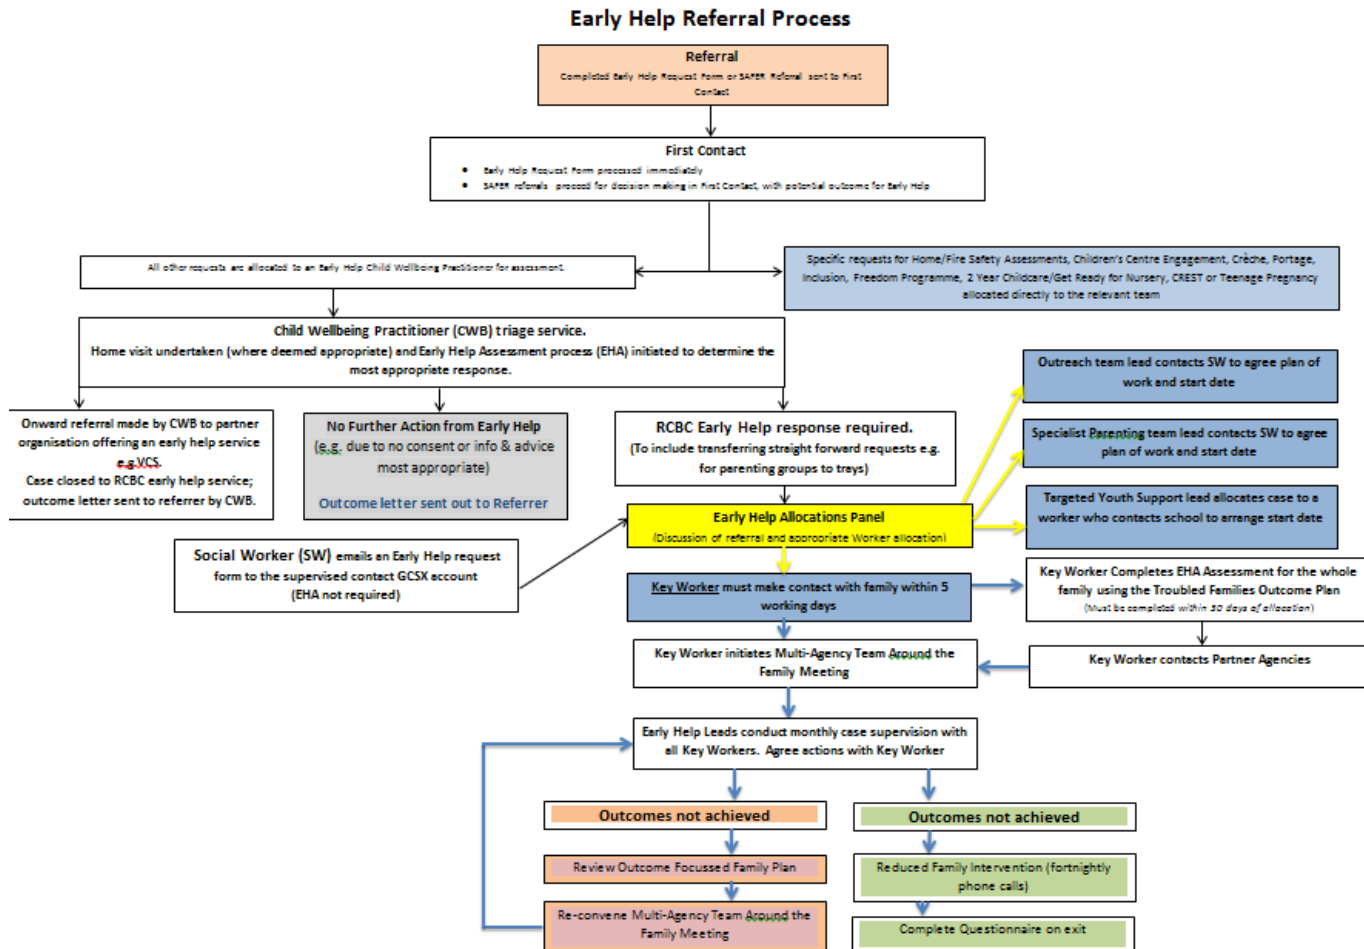 Early Help Referral Process
Referral
Completed Early Help Request Form or SAFER Referral sent to First
Contact
First Contact
● Early Help Request Form processed immediately
● SAFER referrals proceed for decision making in First Contact, with potential outcome for Early Help
All other requests are allocated to an Early Help Child Wellbeing Practitioner for assessment.
Specific requests for Home/Fire Safety Assessments, Children's Centre Engagement, Crèche, Portage,
Inclusion, Freedom Programme, 2 Year Childcare/Get Ready for Nursery, CREST or Teenage Pregnancy
allocated directly to the relevant team
Child Wellbeing Practitioner (CWB) triage service.
Home visit undertaken (where deemed appropriate) and Early Help Assessment process (EHA) initiated to determine the
most appropriate response.
Onward referral made by CWB to partner
organisation offering an early help service
e.g.VCS.
Case closed to RCBC early help service;
outcome letter sent to referrer by CWB.
No Further Action from Early Help
(e.g. due to no consent or info & advice
most appropriate)
Outcome letter sent out to Referrer
RCBC Early Help response required.
(To include transferring straight forward requests e.g.
for parenting groups to trays)
Outreach team lead contacts SW to agree plan of
work and start date
Specialist Parenting team lead contacts SW to agree
plan of work and start date
Targeted Youth Support lead allocates case to a
worker who contacts school to arrange start date
Early Help Allocations Panel
(Discussion of referral and appropriate Worker allocation)
Social Worker (SW) emails an Early Help request
form to the supervised contact GCSX account
(EHA not required)
Key Worker must make contact with family within 5
working days
Key Worker Completes EHA Assessment for the whole
family using the Troubled Families Outcome Plan
(Must be completed within 30 days of allocation)
Key Worker initiates Multi-Agency Team Around the
Family Meeting
Key Worker contacts Partner Agencies
Early Help Leads conduct monthly case supervision with
all Key Workers. Agree actions with Key Worker
Outcomes not achieved
Outcomes not achieved
Review Outcome Focussed Family Plan
Reduced Family Intervention (fortnightly
phone calls)
Re-convene Multi-Agency Team Around the
Family Meeting
Complete Questionnaire on exit